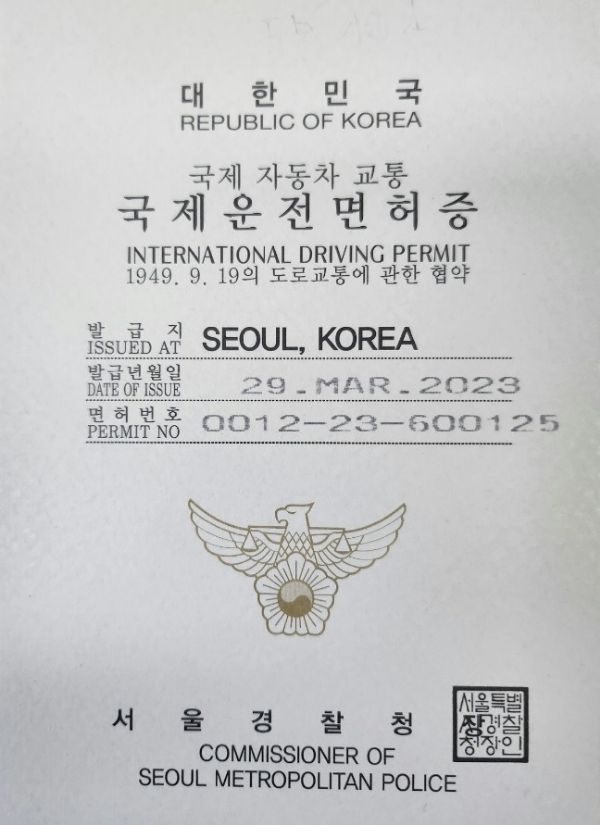 대한민국
REPUBLIC OF KOREA
국제 자동차 교통
국제운전면허증
INTERNATIONAL DRIVING PERMIT
1949. 9. 19의 도로교통에 관한 협약
발급지
ISSUED AT SEOUL, KOREA
발급년월일
DATE OF ISSUE 29.MAR.2023
면허번호
PERMIT NO 0012-23-600125
서울경찰청
COMMISSIONER OF
SEOUL METROPOLITAN POLICE
서울특별
경찰
청장인